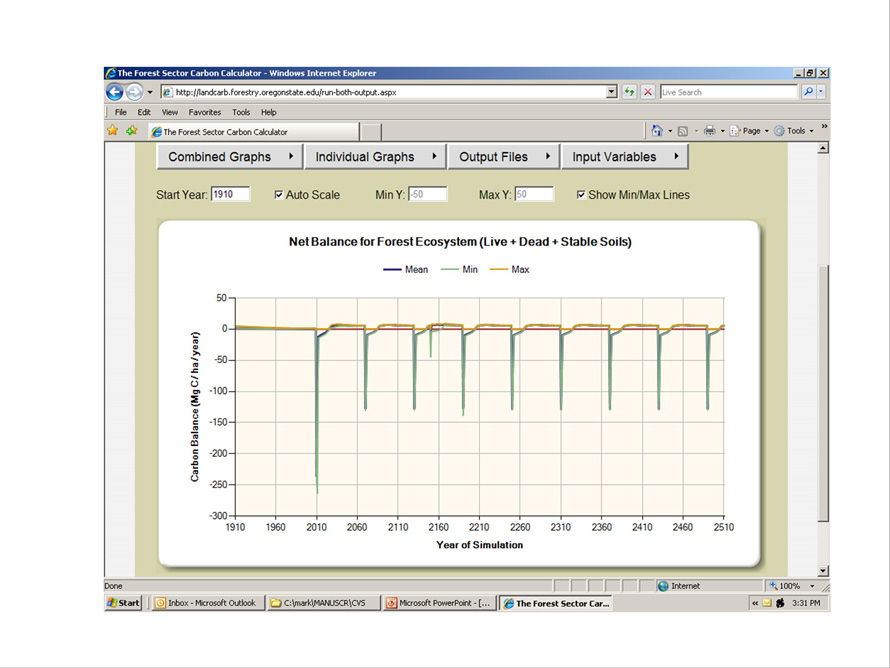 The Forest Sector Carbon Calculator - Windows Internet Explorer
http://landcarb.forestry.oregonstate.edu/run-both-output.aspx
Live Search
File Edit View Favorites Tools Help
The Forest Sector Carbon Calculator
Page Tools »
Combined Graphs Individual Graphs Output Files Input Variables
Start Year: 1910 Auto Scale Min Y: -50 Max Y: 50 Show Min/Max Lines
Net Balance for Forest Ecosystem (Live + Dead + Stable Soils)
Mean Min Max
Carbon Balance (Mg C/ ha / year)
50
0
-50
-100
-150
-200
-250
-300
1910 1960 2010 2060 2110 2160 2210 2260 2310 2360 2410 2460 2510
Year of Simulation
Done Internet 100%
Start Inbox - Microsoft Outlook C:\mark\MANUSCR\CVS Microsoft PowerPoint - [... The Forest Sector Car... « 3:31 PM